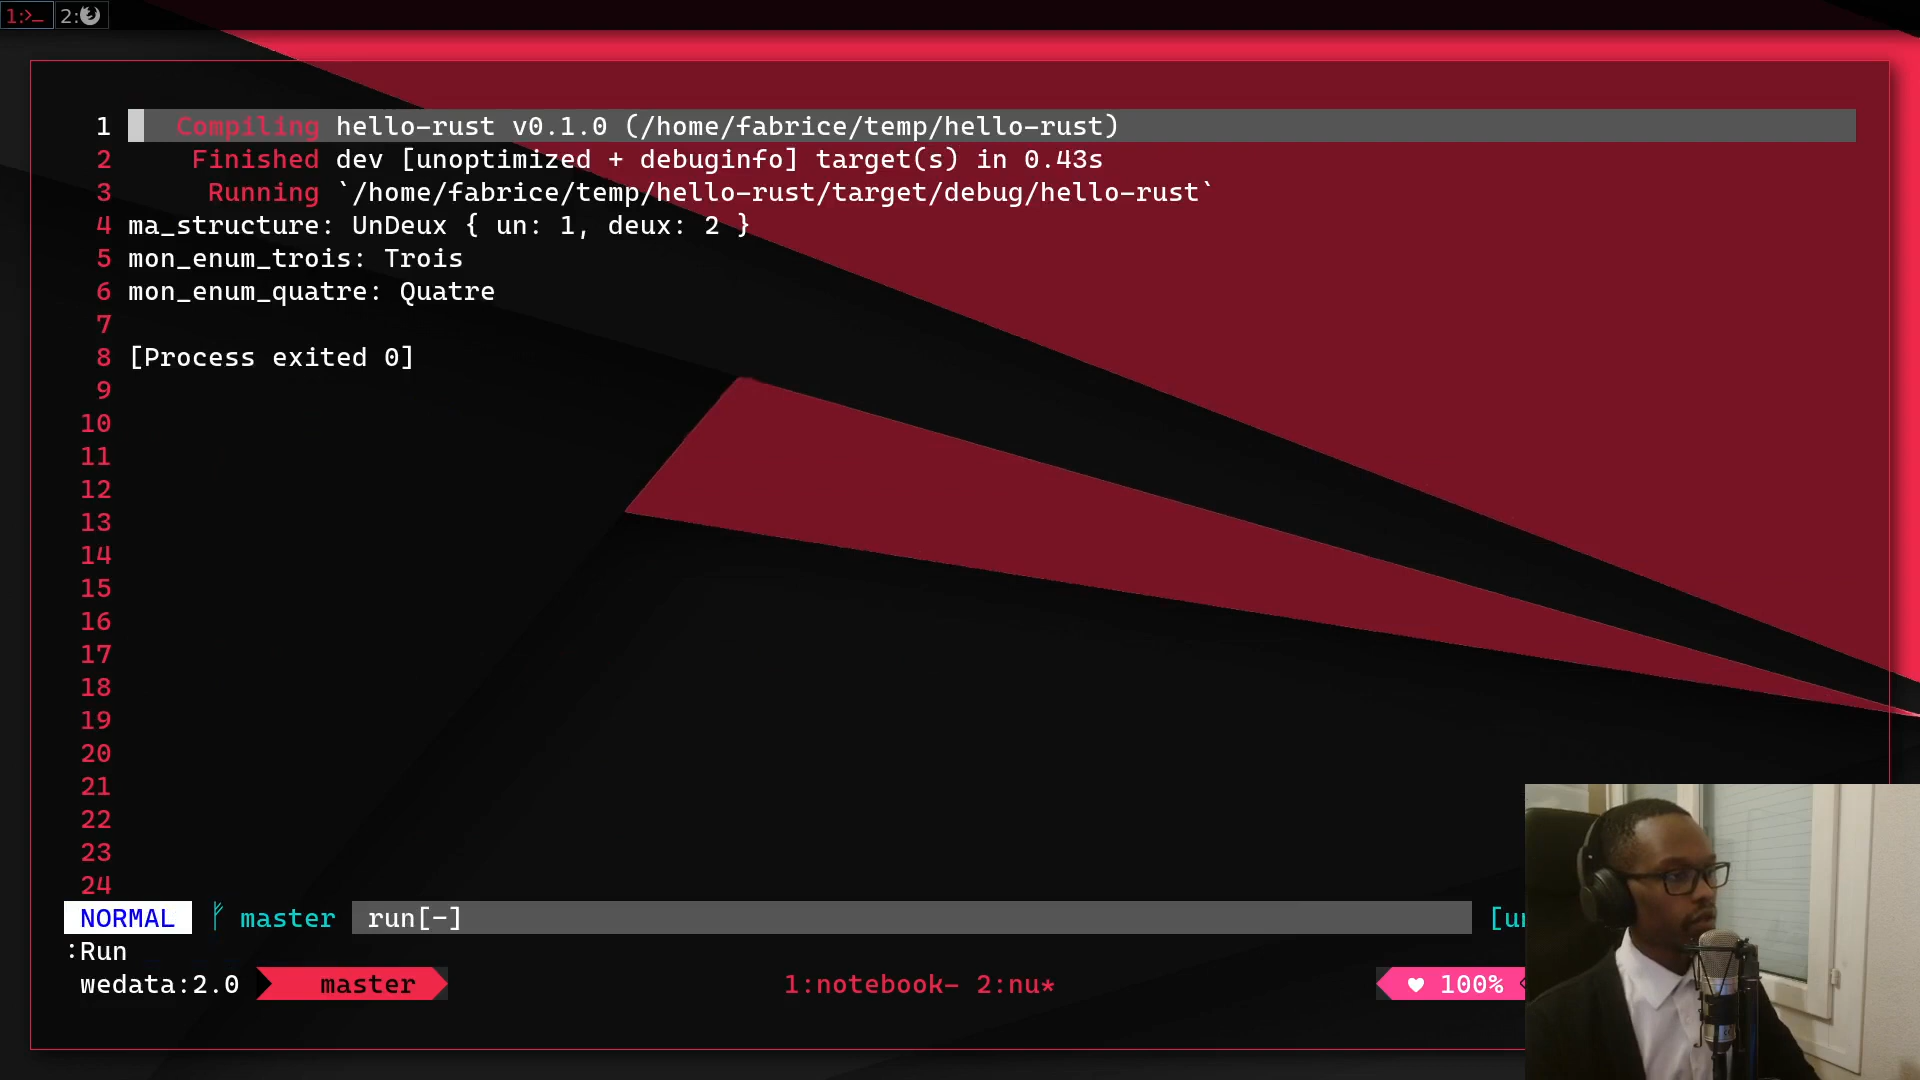 1:>_ 2:
1 Compiling hello-rust v0.1.0 (/home/fabrice/temp/hello-rust)
2 Finished dev [unoptimized + debuginfo] target(s) in 0.43s
3 Running `/home/fabrice/temp/hello-rust/target/debug/hello-rust`
4 ma_structure: UnDeux { un: 1, deux: 2 }
5 mon_enum_trois: Trois
6 mon_enum_quatre: Quatre
7
8 [Process exited 0]
9
10
11
12
13
14
15
16
17
18
19
20
21
22
23
24
NORMAL master run[-] [un
:Run
wedata:2.0 master 1:notebook- 2:nu* ♥ 100%